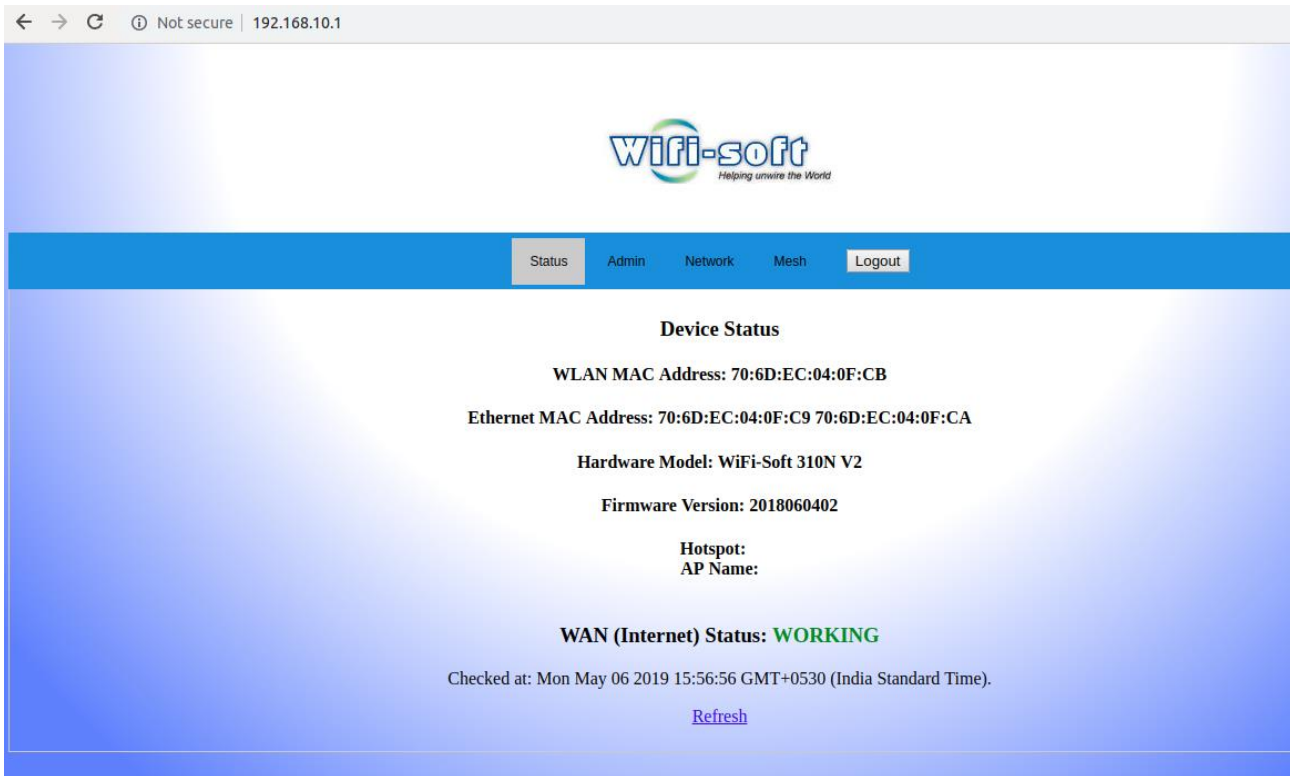 Not secure | 192.168.10.1
Wifi-soft
Helping unwire the World
Status Admin Network Mesh Logout
Device Status
WLAN MAC Address: 70:6D:EC:04:0F:CB
Ethernet MAC Address: 70:6D:EC:04:0F:C9 70:6D:EC:04:0F:CA
Hardware Model: WiFi-Soft 310N V2
Firmware Version: 2018060402
Hotspot:
AP Name:
WAN (Internet) Status: WORKING
Checked at: Mon May 06 2019 15:56:56 GMT+0530 (India Standard Time).
Refresh